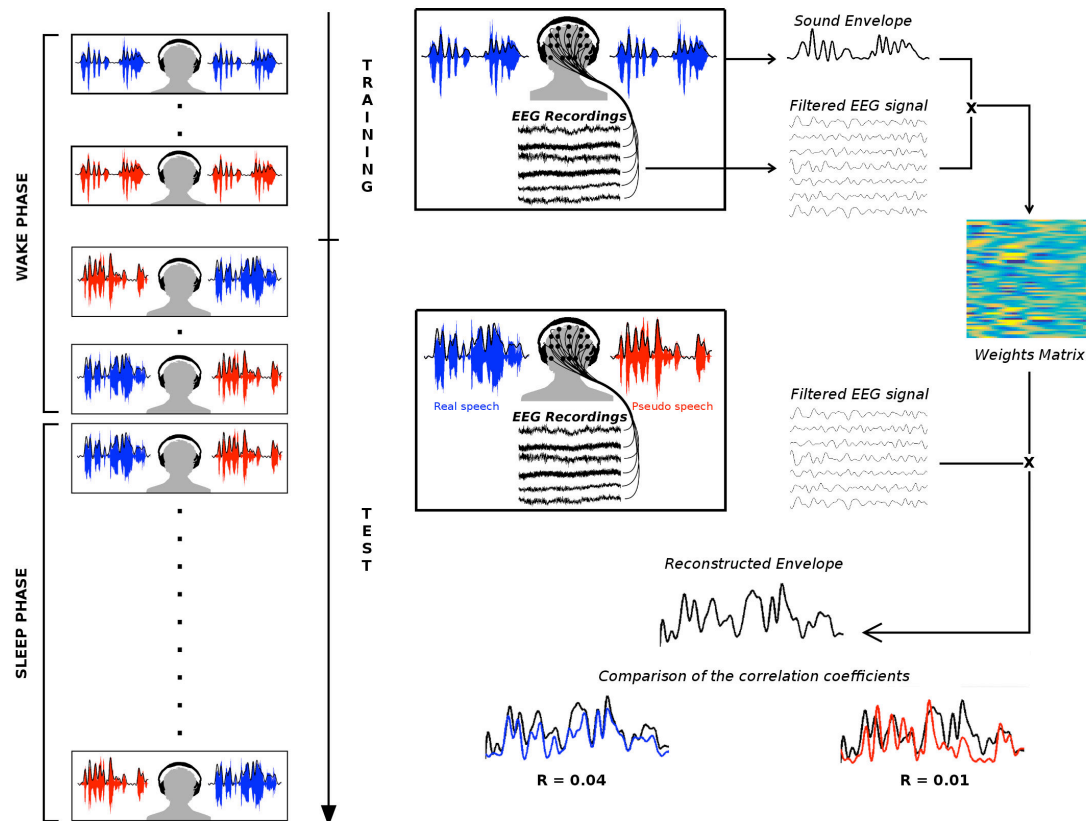 WAKE PHASE
SLEEP PHASE
TRAINING
TEST
EEG Recordings
Sound Envelope
Filtered EEG signal
x
Weights Matrix
Real speech
Pseudo speech
EEG Recordings
Filtered EEG signal
x
Reconstructed Envelope
Comparison of the correlation coefficients
R = 0.04
R = 0.01